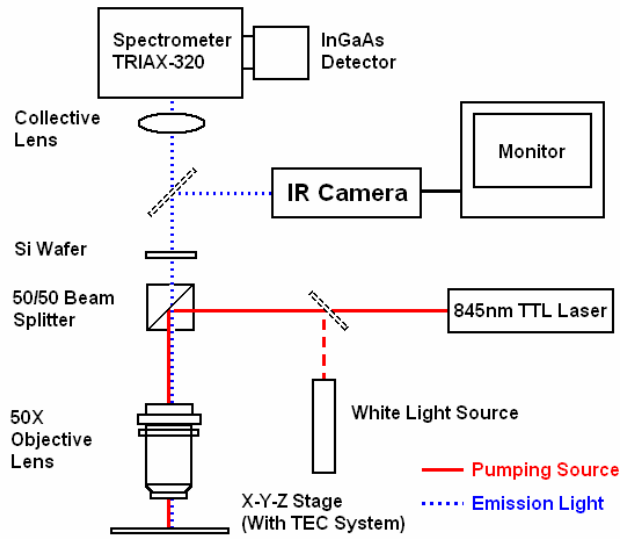 Spectrometer
TRIAX-320
InGaAs
Detector
Collective
Lens
Monitor
IR Camera
Si Wafer
50/50 Beam
Splitter
845nm TTL Laser
50X
Objective
Lens
White Light Source
Pumping Source
X-Y-Z Stage
(With TEC System)
Emission Light